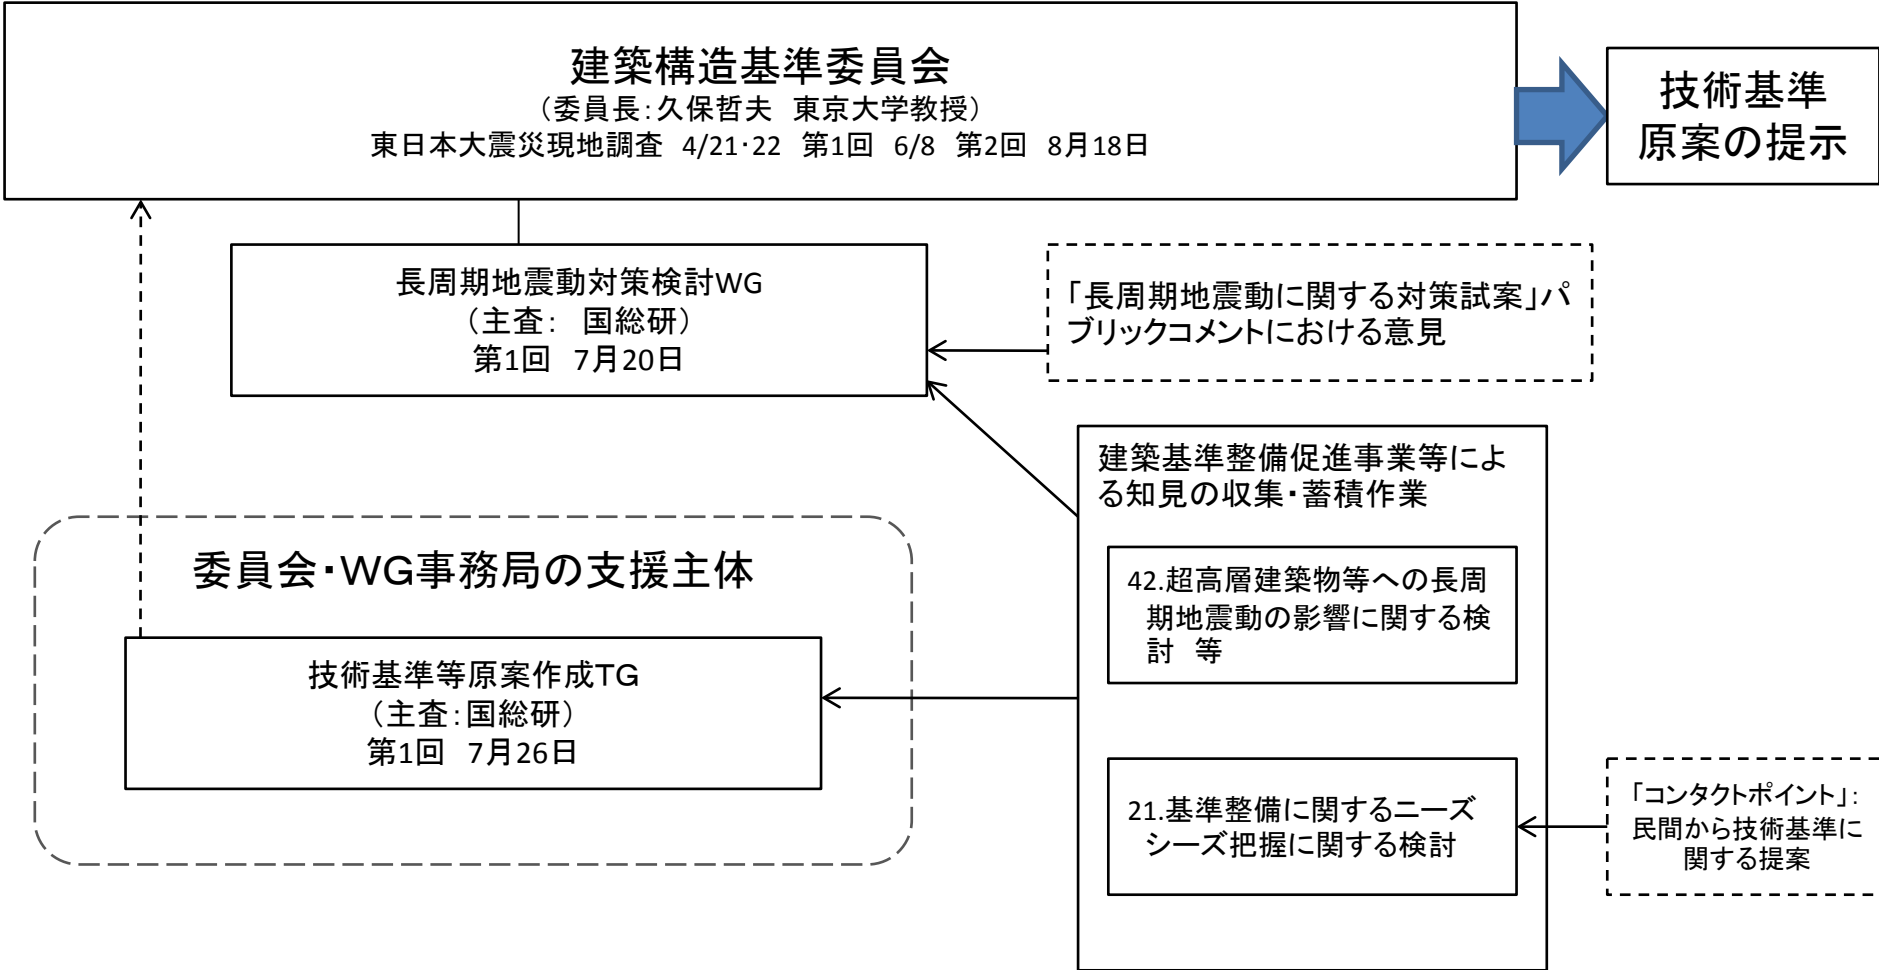 建築構造基準委員会
（委員長：久保哲夫　東京大学教授）
東日本大震災現地調査　4/21・22　第1回　6/8　第2回　8月18日
技術基準
原案の提示
長周期地震動対策検討WG
（主査：　国総研）
第1回　7月20日
「長周期地震動に関する対策試案」パ
ブリックコメントにおける意見
建築基準整備促進事業等によ
る知見の収集・蓄積作業
42.超高層建築物等への長周
期地震動の影響に関する検
討　等
委員会・WG事務局の支援主体
技術基準等原案作成TG
（主査：国総研）
第1回　7月26日
21.基準整備に関するニーズ
シーズ把握に関する検討
「コンタクトポイント」：
民間から技術基準に
関する提案